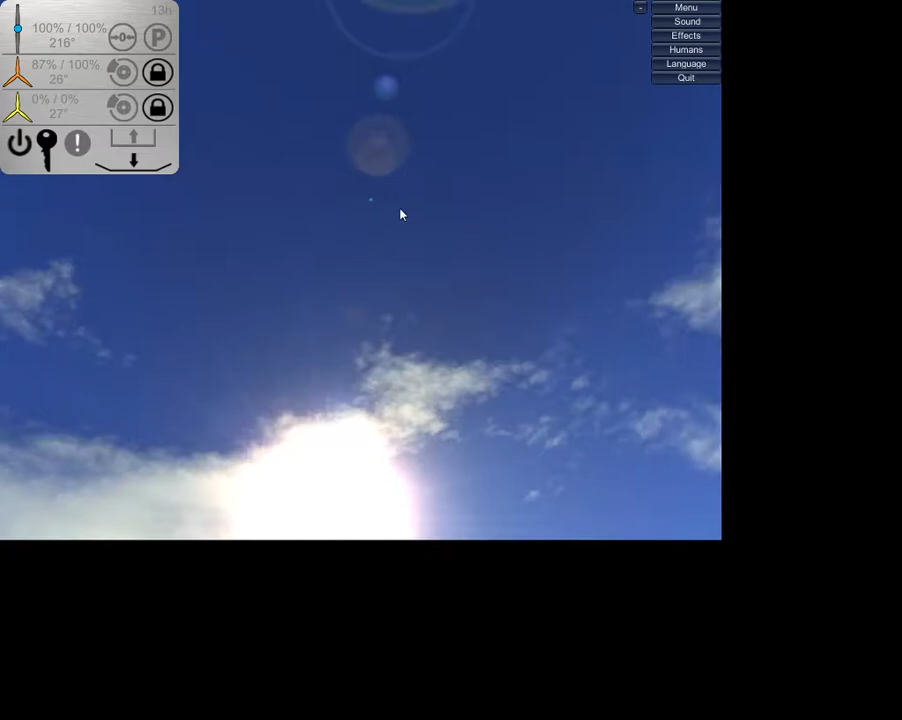 13h
100% / 100%
216°
P
87% / 100%
26°
0% / 0%
27°
!
-
Menu
Sound
Effects
Humans
Language
Quit